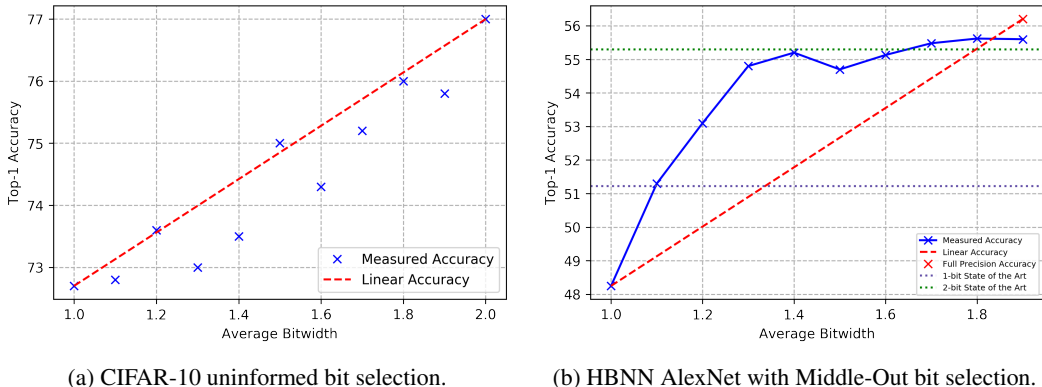 77
76
75
74
73
Top-1 Accuracy
1.0 1.2 1.4 1.6 1.8 2.0
Average Bitwidth
Measured Accuracy
Linear Accuracy
(a) CIFAR-10 uninformed bit selection.
56
55
54
53
52
51
50
49
48
Top-1 Accuracy
1.0 1.2 1.4 1.6 1.8
Average Bitwidth
Measured Accuracy
Linear Accuracy
Full Precision Accuracy
1-bit State of the Art
2-bit State of the Art
(b) HBNN AlexNet with Middle-Out bit selection.